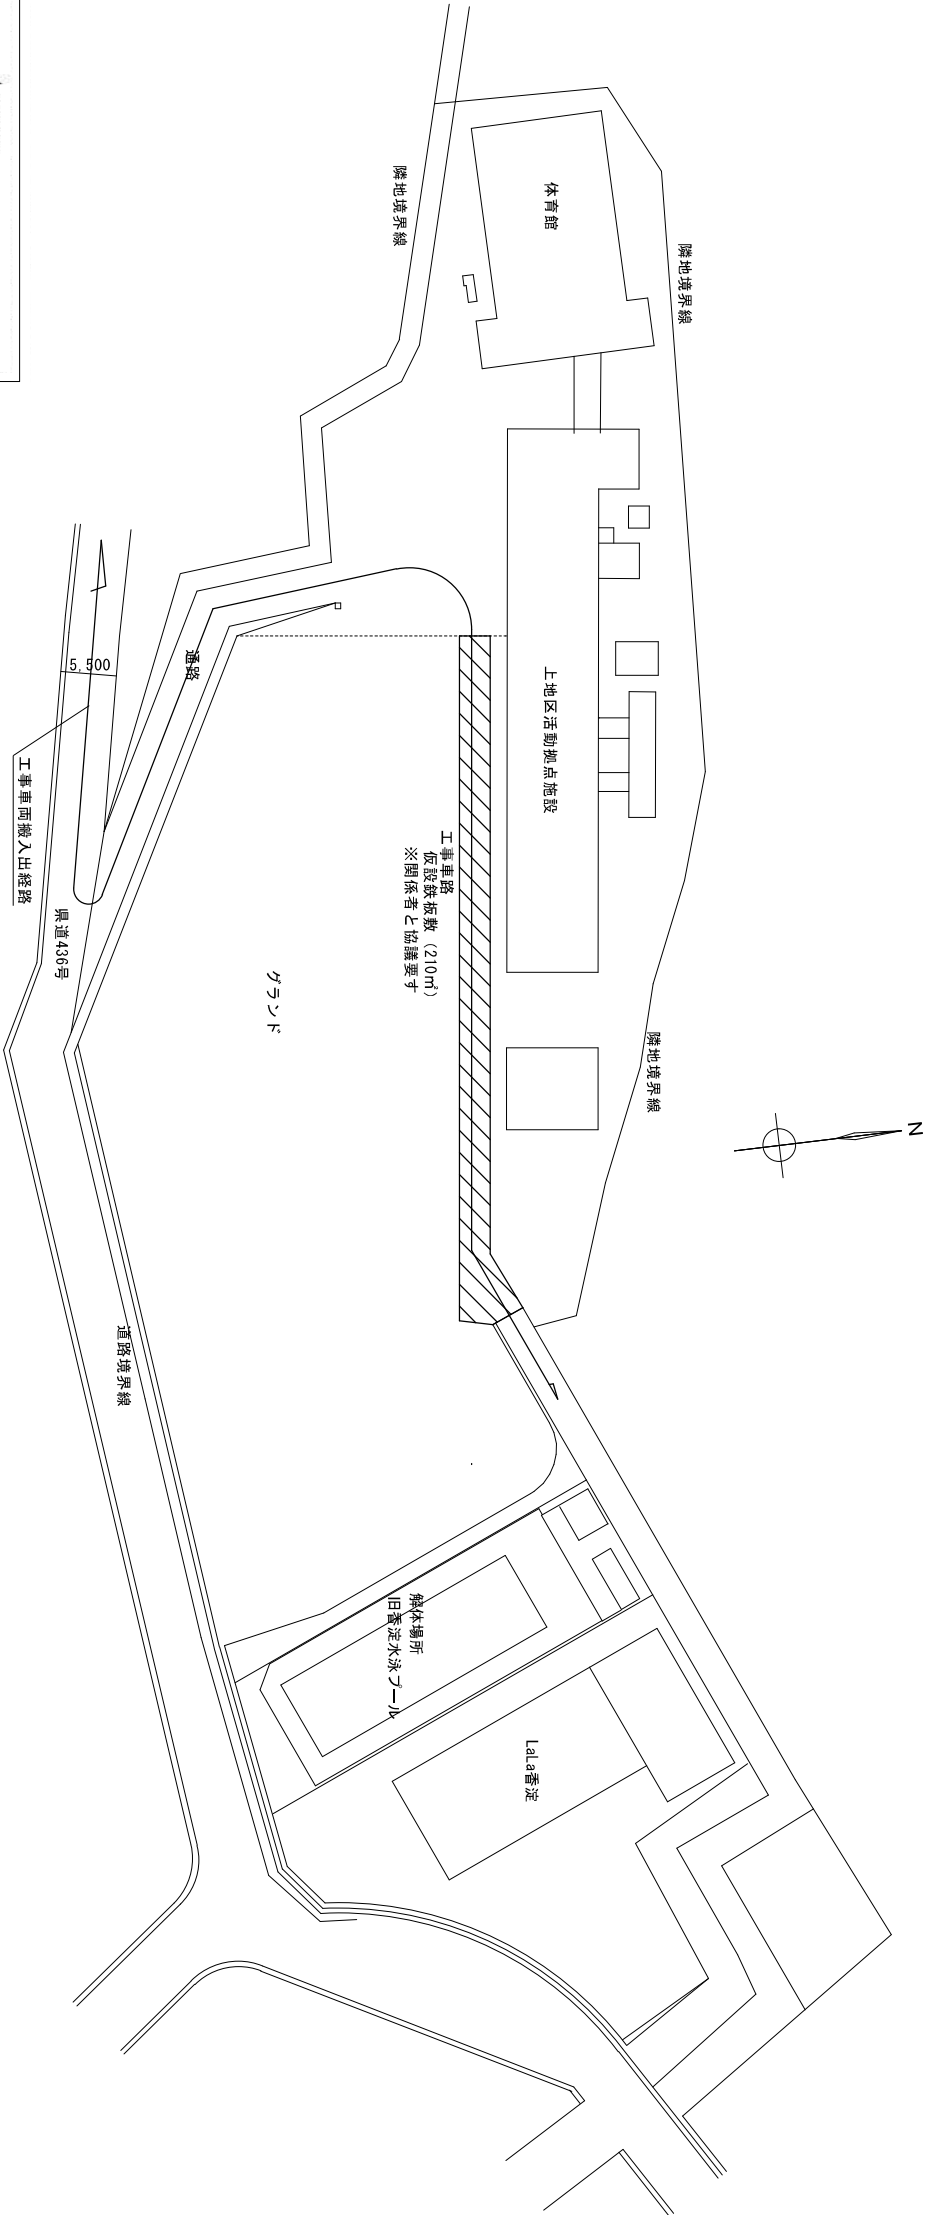 体育館
隣地境界線
隣地境界線
上地区活動拠点施設
通路
5,500
工事車両搬入出経路
県道436号
工事車路
仮設鉄板敷（210㎡）
※関係者と協議要す
グランド
隣地境界線
N
道路境界線
解体場所
旧香淀水泳プール
LaLa香淀